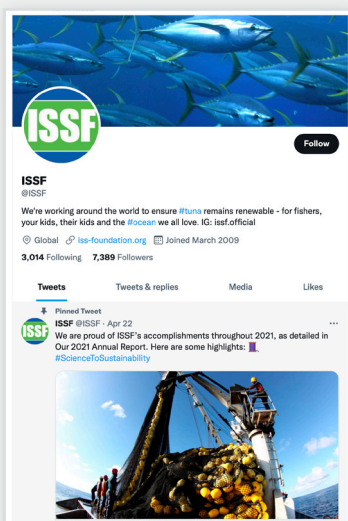 ISSF
Follow
ISSF
@ISSF
We're working around the world to ensure #tuna remains renewable - for fishers,
your kids, their kids and the #ocean we all love. IG: issf.official
Global iss-foundation.org Joined March 2009
3,014 Following 7,389 Followers
Tweets Tweets & replies Media Likes
Pinned Tweet
ISSF ISSF @ISSF · Apr 22 ...
We are proud of ISSF's accomplishments throughout 2021, as detailed in
Our 2021 Annual Report. Here are some highlights:
#ScienceToSustainability